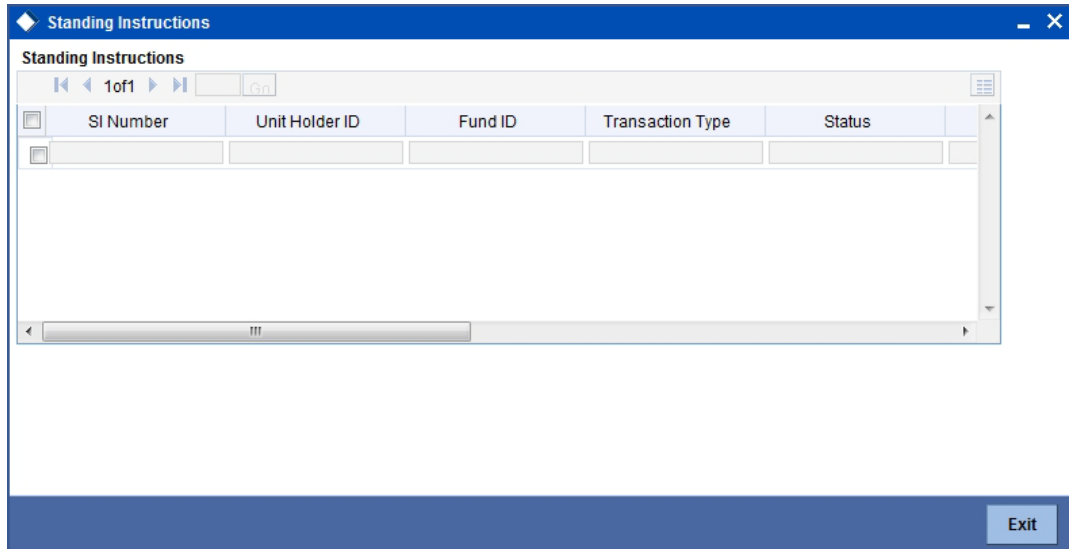 Standing Instructions
Standing Instructions
1of1 Go
SI Number Unit Holder ID Fund ID Transaction Type Status
Exit